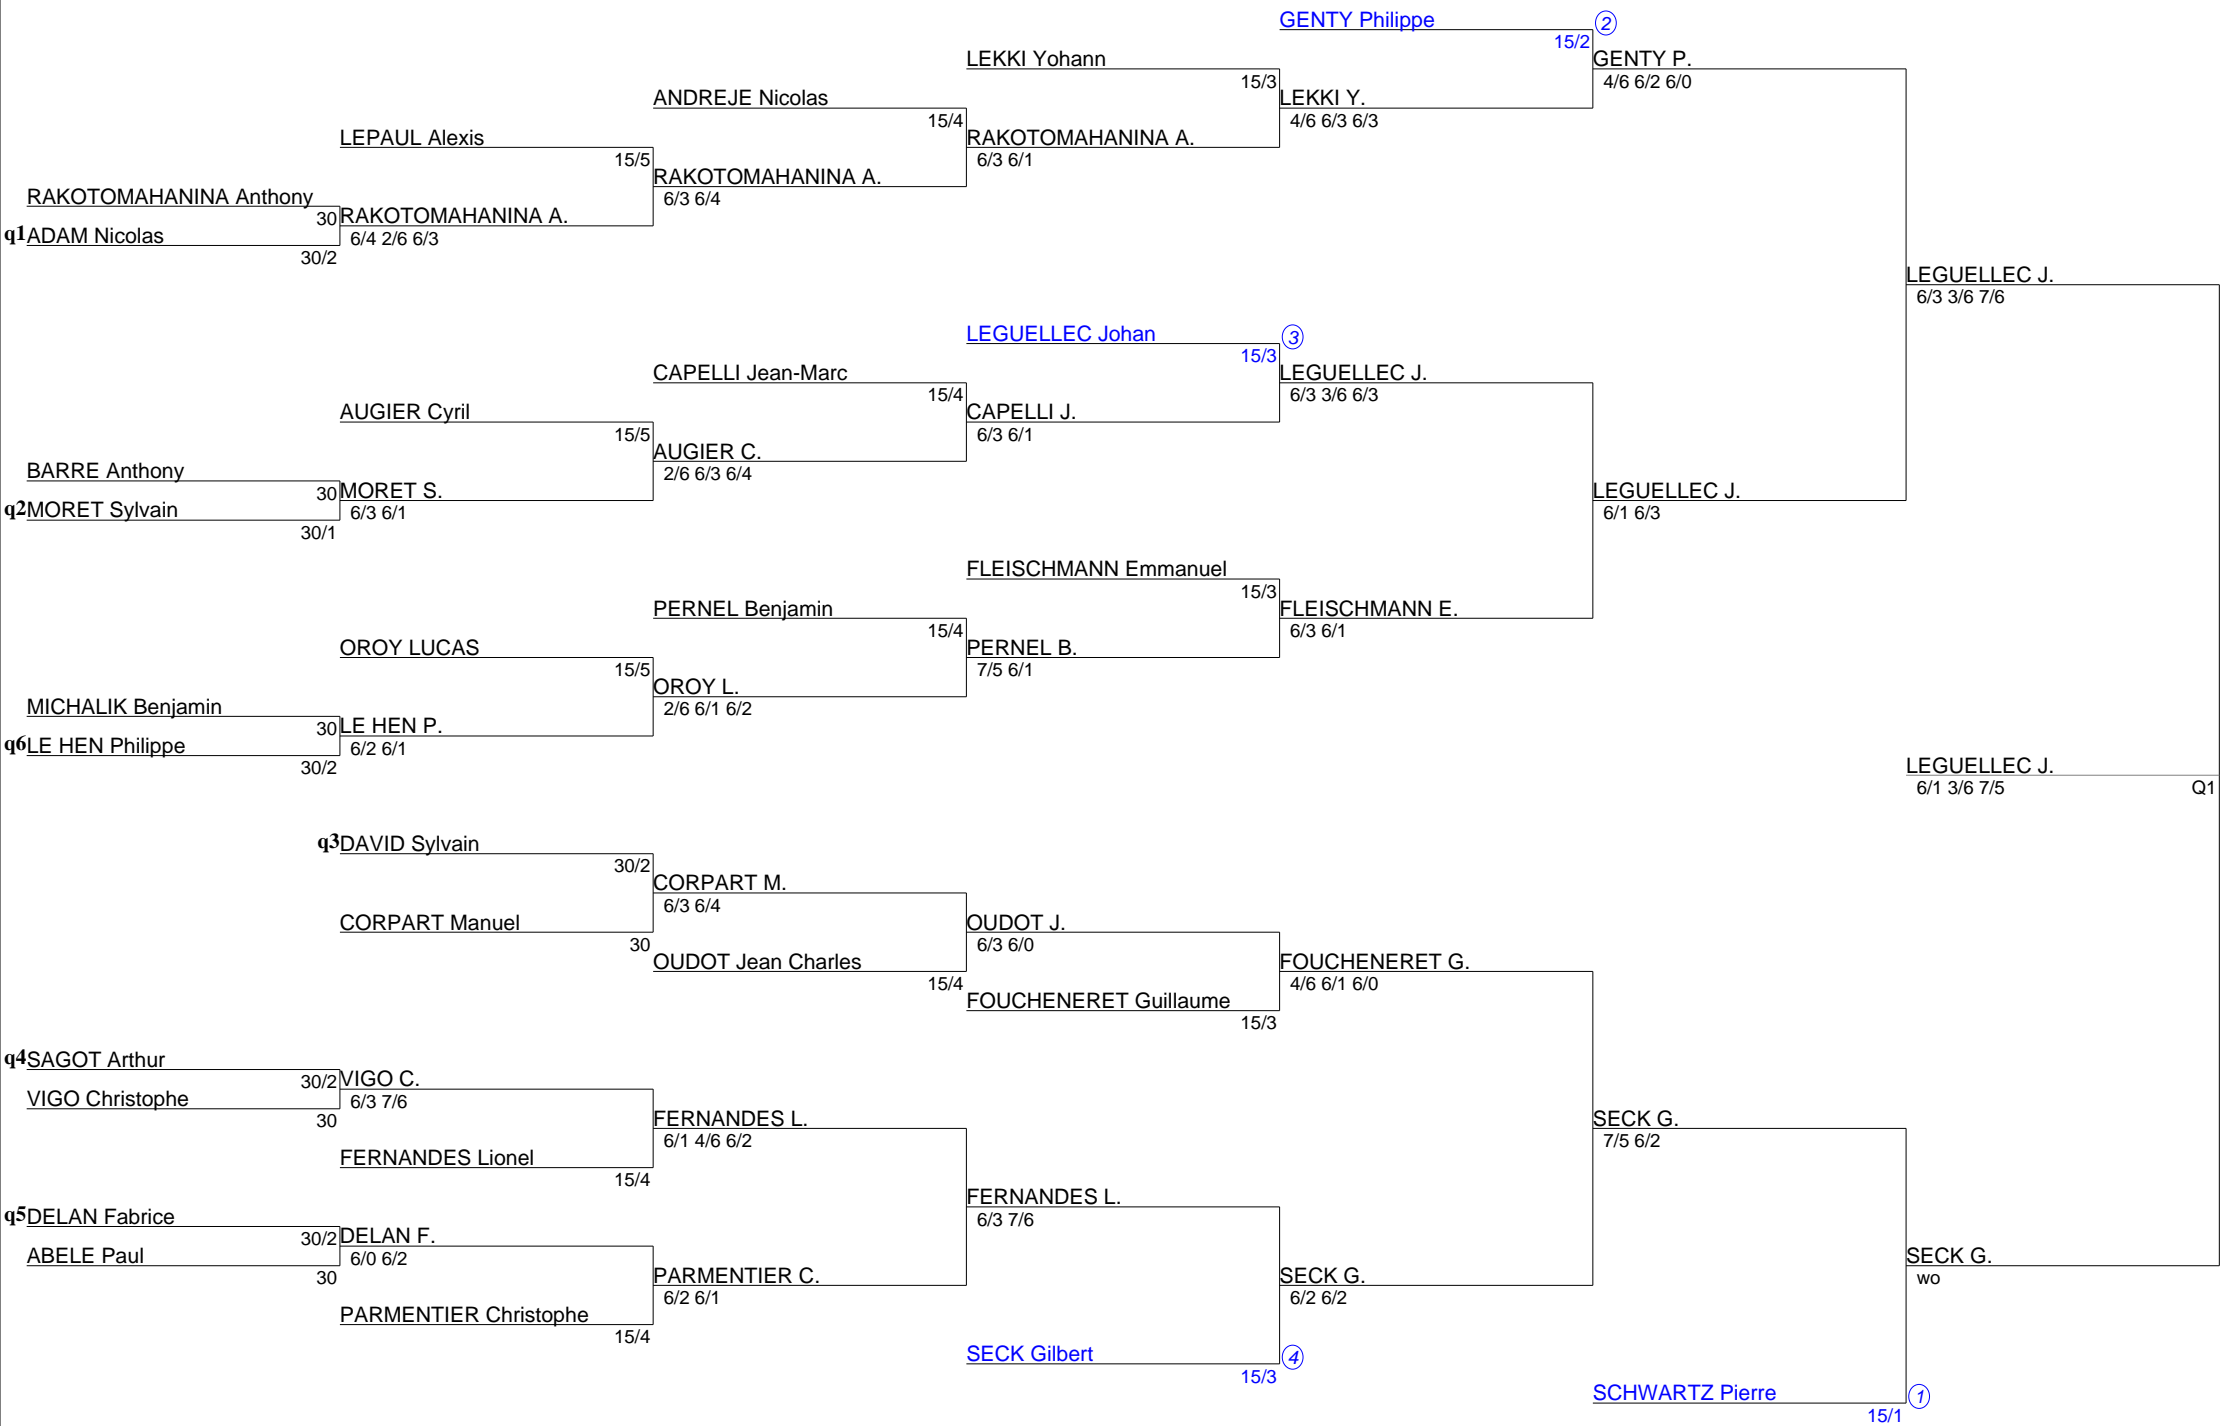 GENTY Philippe
2
15/2
LEKKI Yohann
GENTY P.
15/3
4/6 6/2 6/0
ANDREJE Nicolas
LEKKI Y.
15/4
4/6 6/3 6/3
LEPAUL Alexis
RAKOTOMAHANINA A.
15/5
6/3 6/1
RAKOTOMAHANINA A.
RAKOTOMAHANINA Anthony
6/3 6/4
30
RAKOTOMAHANINA A.
q1 ADAM Nicolas
6/4 2/6 6/3
30/2
LEGUELLEC J.
6/3 3/6 7/6
LEGUELLEC Johan
3
15/3
CAPELLI Jean-Marc
LEGUELLEC J.
15/4
6/3 3/6 6/3
AUGIER Cyril
CAPELLI J.
15/5
6/3 6/1
AUGIER C.
BARRE Anthony
2/6 6/3 6/4
30
MORET S.
LEGUELLEC J.
q2 MORET Sylvain
6/3 6/1
6/1 6/3
30/1
FLEISCHMANN Emmanuel
15/3
PERNEL Benjamin
FLEISCHMANN E.
15/4
6/3 6/1
OROY LUCAS
PERNEL B.
15/5
7/5 6/1
OROY L.
MICHALIK Benjamin
2/6 6/1 6/2
30
LE HEN P.
q6 LE HEN Philippe
6/2 6/1
30/2
LEGUELLEC J.
6/1 3/6 7/5
Q1
q3 DAVID Sylvain
30/2
CORPART M.
6/3 6/4
CORPART Manuel
OUDOT J.
30
6/3 6/0
OUDOT Jean Charles
FOUCHENERET G.
15/4
4/6 6/1 6/0
FOUCHENERET Guillaume
15/3
q4 SAGOT Arthur
30/2
VIGO C.
VIGO Christophe
6/3 7/6
30
FERNANDES L.
SECK G.
6/1 4/6 6/2
7/5 6/2
FERNANDES Lionel
15/4
FERNANDES L.
q5 DELAN Fabrice
6/3 7/6
30/2
DELAN F.
ABELE Paul
6/0 6/2
SECK G.
30
wo
PARMENTIER C.
SECK G.
6/2 6/1
6/2 6/2
PARMENTIER Christophe
15/4
SECK Gilbert
4
15/3
SCHWARTZ Pierre
1
15/1